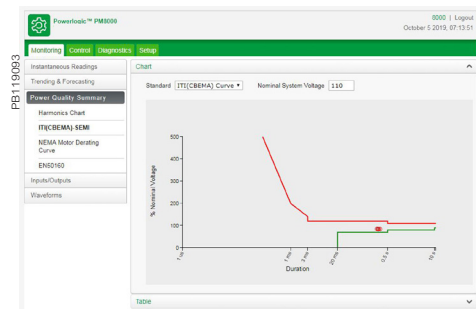 Powerlogic™ PM8000
8000 | Logout
October 5 2019, 07:13:51
Monitoring Control Diagnostics Setup
PB119093
Instantaneous Readings
Trending & Forecasting
Power Quality Summary
Harmonics Chart
ITI(CBEMA)-SEMI
NEMA Motor Derating
Curve
EN50160
Inputs/Outputs
Waveforms
Chart
Standard ITI(CBEMA) Curve Nominal System Voltage 110
% Nominal Voltage
500
400
300
200
100
0
1 ms 3 ms 20 ms 0.5 s 10 s
Duration
Table